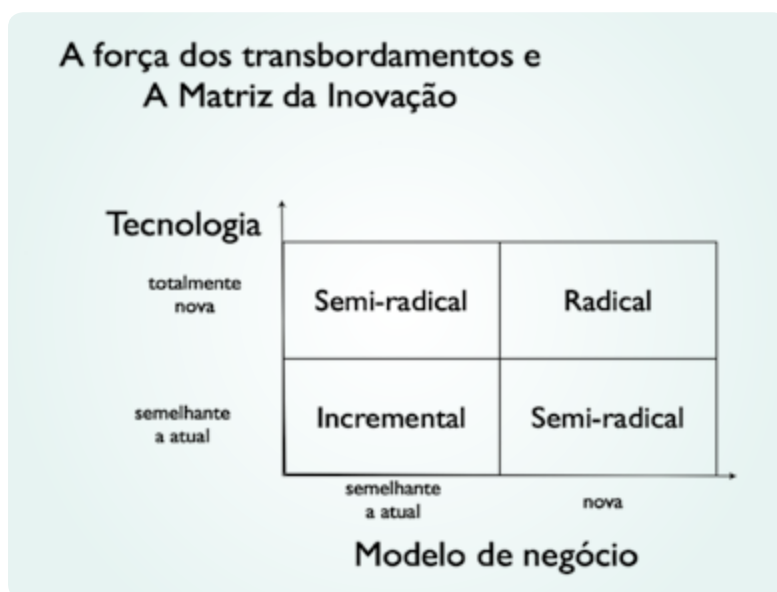 A força dos transbordamentos e
A Matriz da Inovação
Tecnologia
totalmente
nova
Semi-radical
Radical
semelhante
a atual
Incremental
Semi-radical
semelhante
a atual
nova
Modelo de negócio